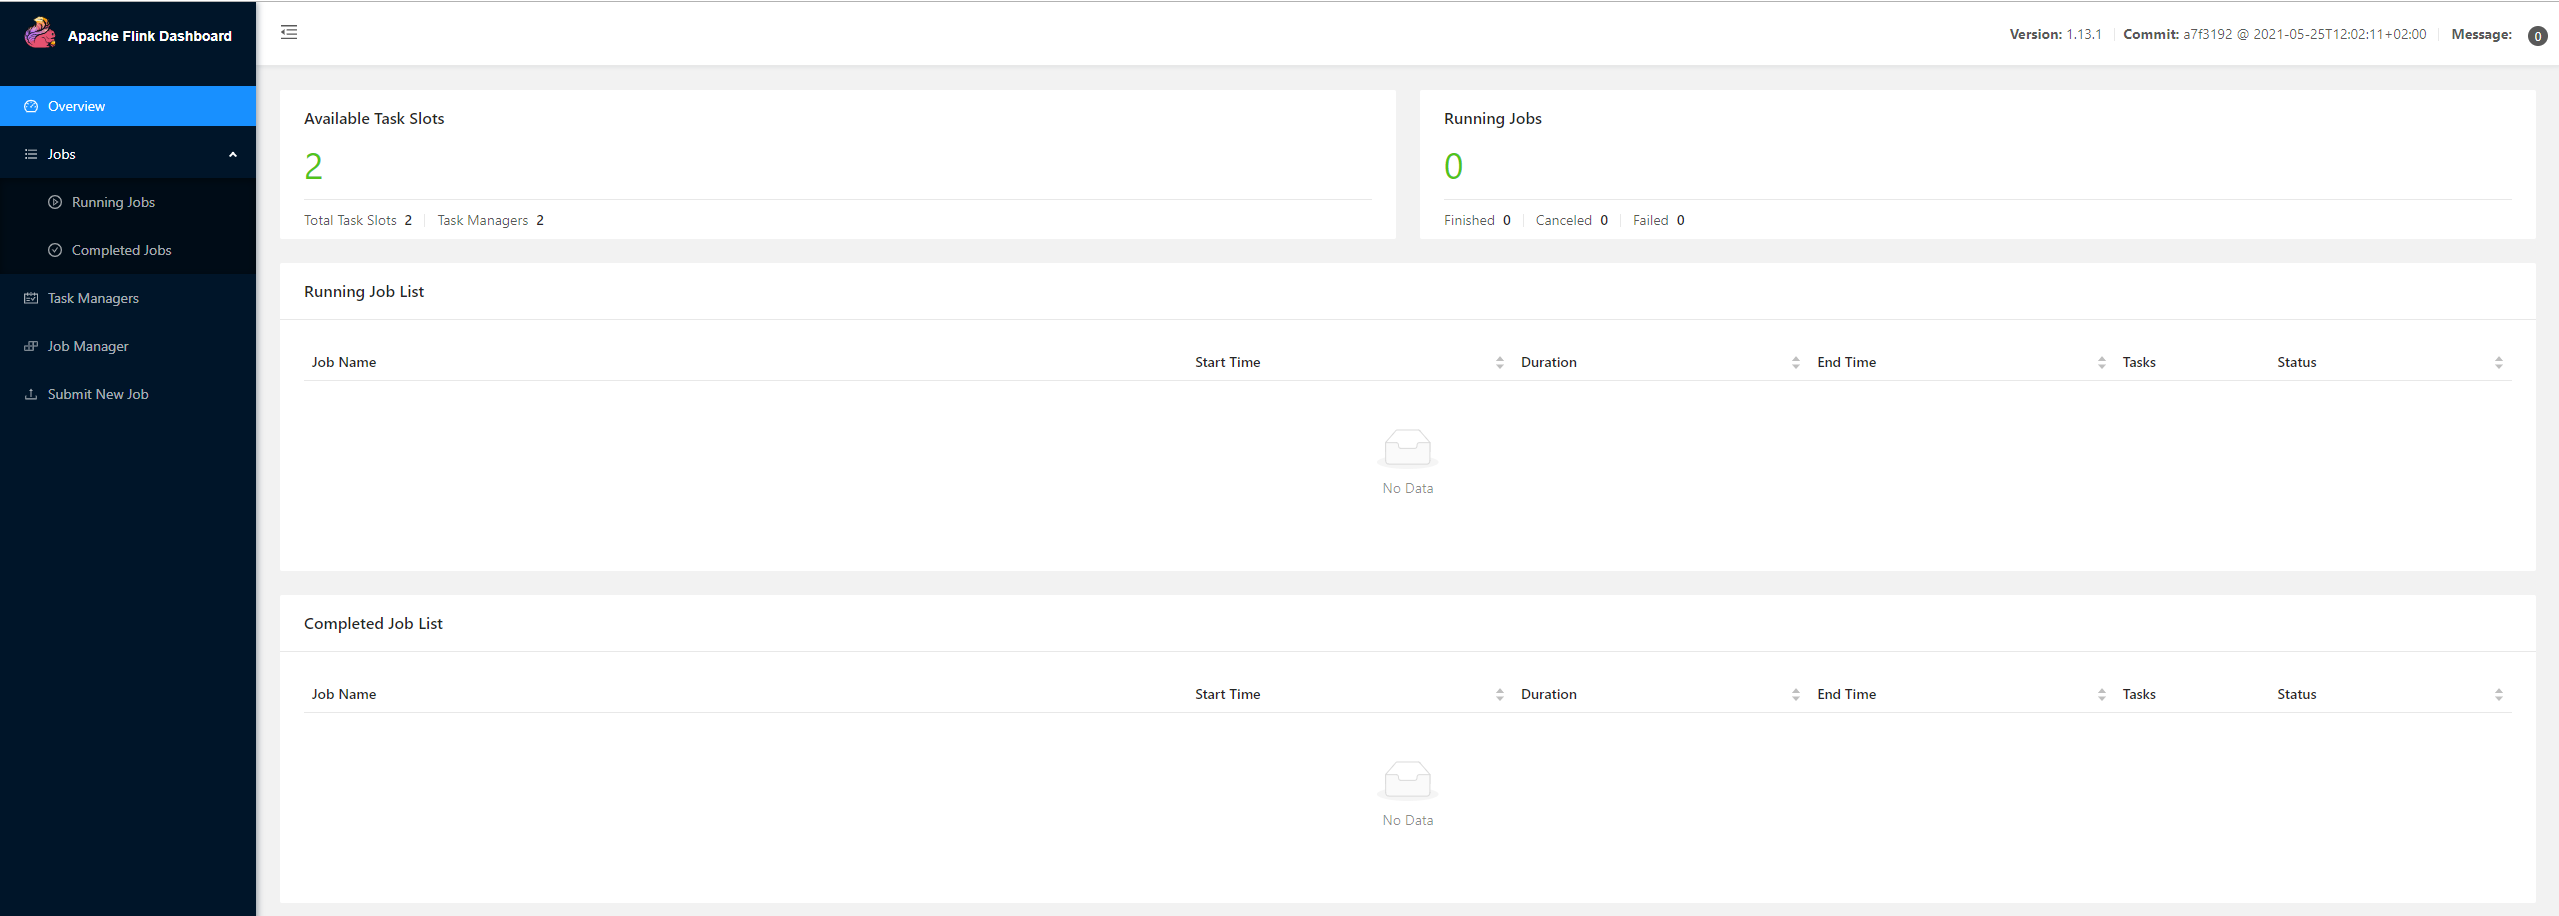 Apache Flink Dashboard
Version: 1.13.1 Commit: a7f3192 @ 2021-05-25T12:02:11+02:00 Message: 0
Overview
Jobs
Running Jobs
Completed Jobs
Task Managers
Job Manager
Submit New Job
Available Task Slots
2
Total Task Slots 2 Task Managers 2
Running Jobs
0
Finished 0 Canceled 0 Failed 0
Running Job List
Job Name Start Time Duration End Time Tasks Status
No Data
Completed Job List
Job Name Start Time Duration End Time Tasks Status
No Data